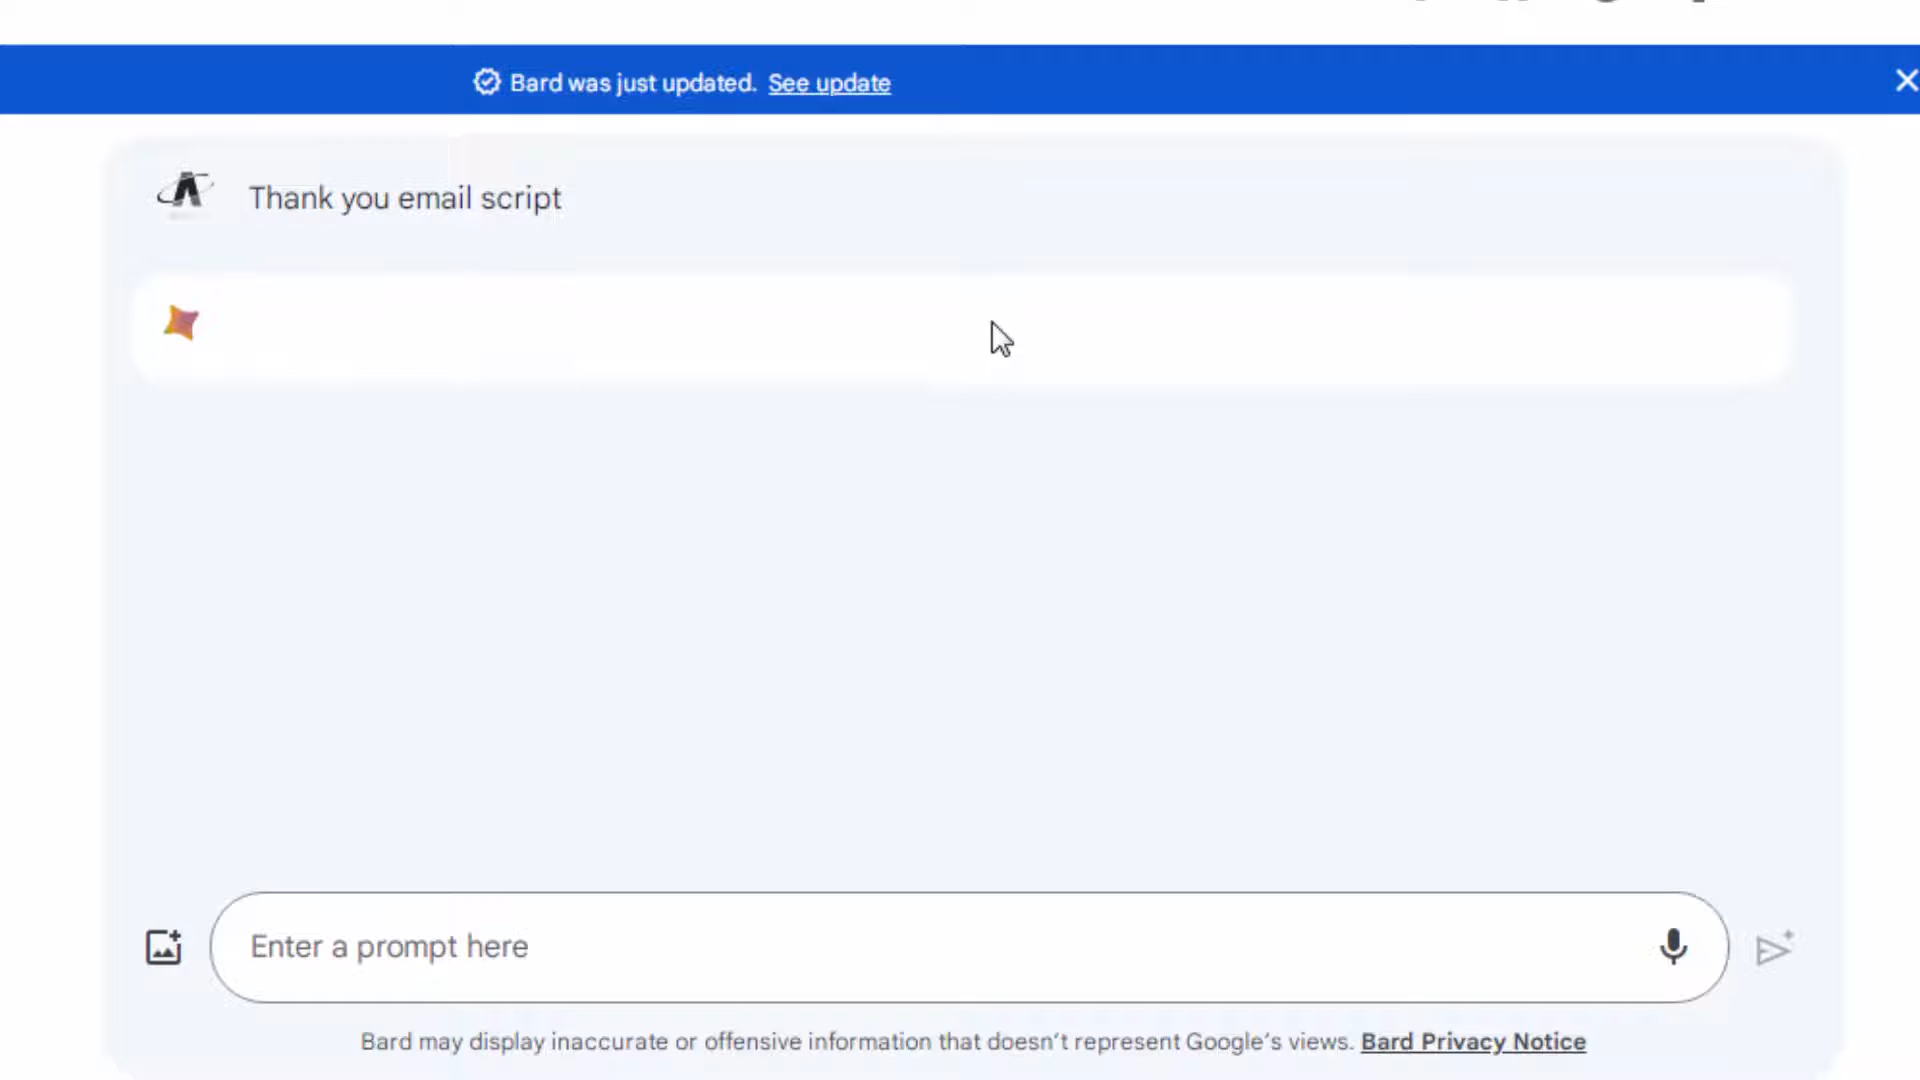 Bard was just updated. See update
Thank you email script
Enter a prompt here
Bard may display inaccurate or offensive information that doesn't represent Google's views. Bard Privacy Notice